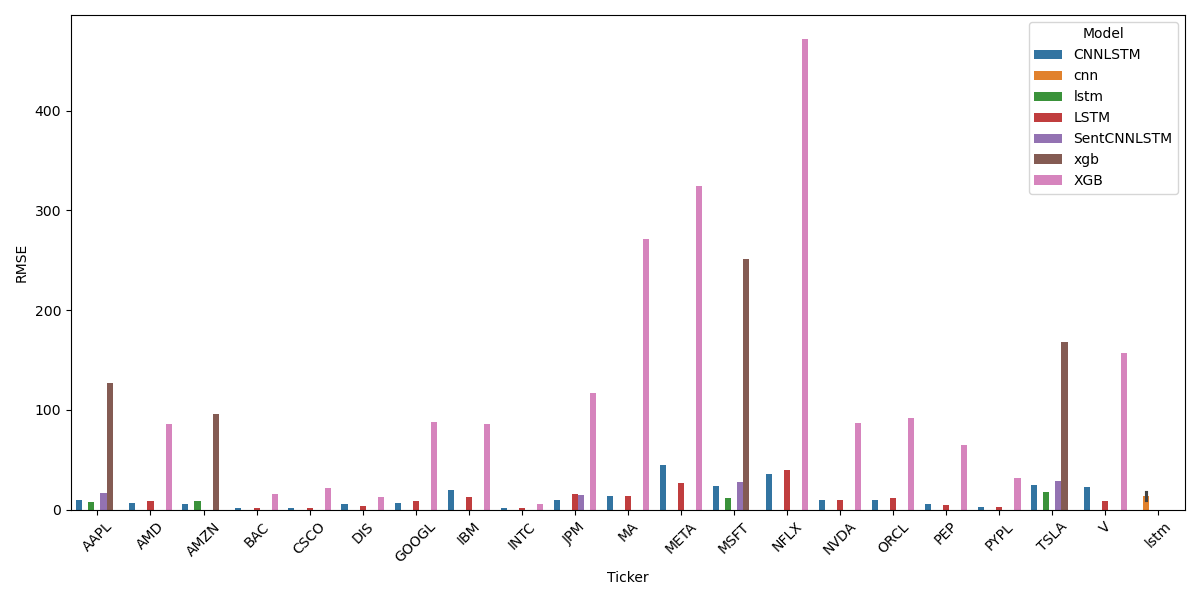 Model
CNNLSTM
cnn
lstm
LSTM
SentCNNLSTM
xgb
XGB
RMSE
400
300
200
100
0
AAPL AMD AMZN BAC CSCO DIS GOOGL IBM INTC JPM MA META MSFT NFLX NVDA ORCL PEP PYPL TSLA V lstm
Ticker